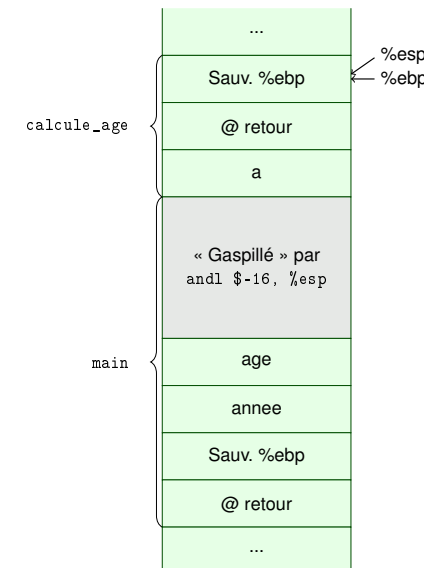 ...
%esp
Sauv. %ebp
%ebp
calcule_age
@ retour
a
« Gaspillé » par
andl $-16, %esp
main
age
annee
Sauv. %ebp
@ retour
...